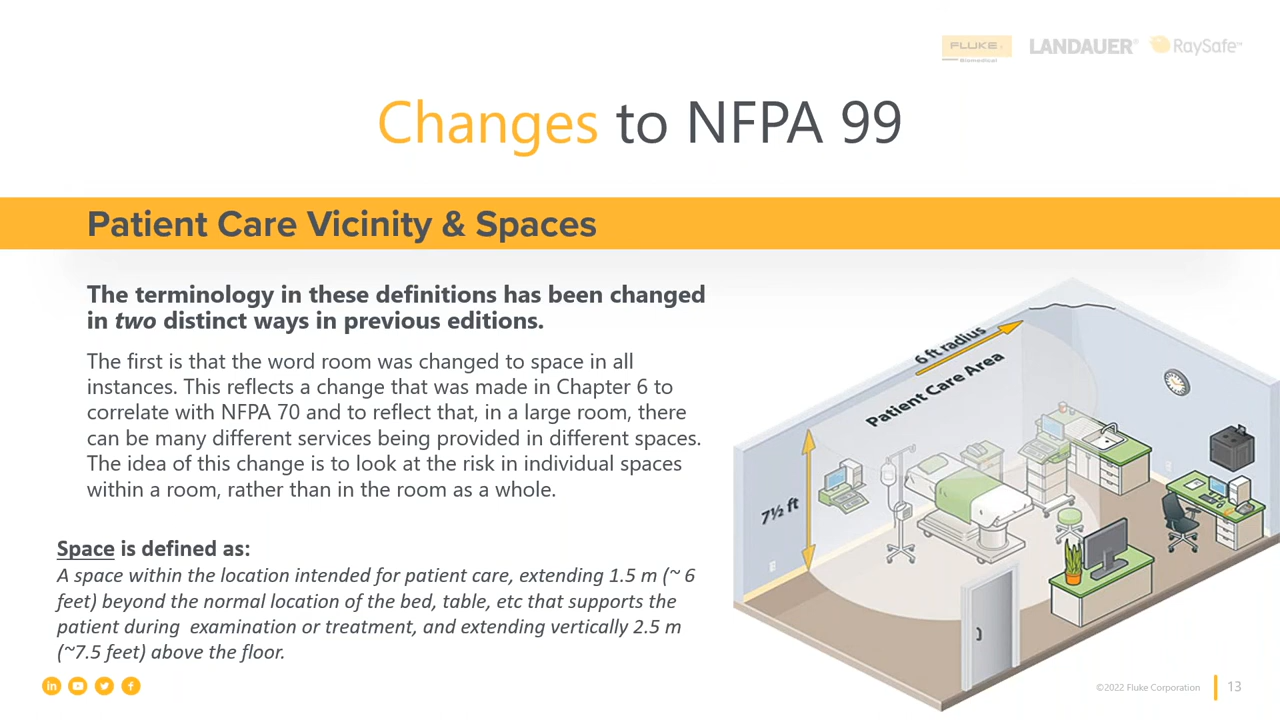 FLUKE
Biomedical
LANDAUER®
RaySafe™
Changes to NFPA 99
Patient Care Vicinity & Spaces
The terminology in these definitions has been changed
in two distinct ways in previous editions.
The first is that the word room was changed to space in all
instances. This reflects a change that was made in Chapter 6 to
correlate with NFPA 70 and to reflect that, in a large room, there
can be many different services being provided in different spaces.
The idea of this change is to look at the risk in individual spaces
within a room, rather than in the room as a whole.
Space is defined as:
A space within the location intended for patient care, extending 1.5 m (~ 6
feet) beyond the normal location of the bed, table, etc that supports the
patient during  examination or treatment, and extending vertically 2.5 m
(~7.5 feet) above the floor.
6 ft radius
Patient Care Area
7½ ft
in
f
©2022 Fluke Corporation
13